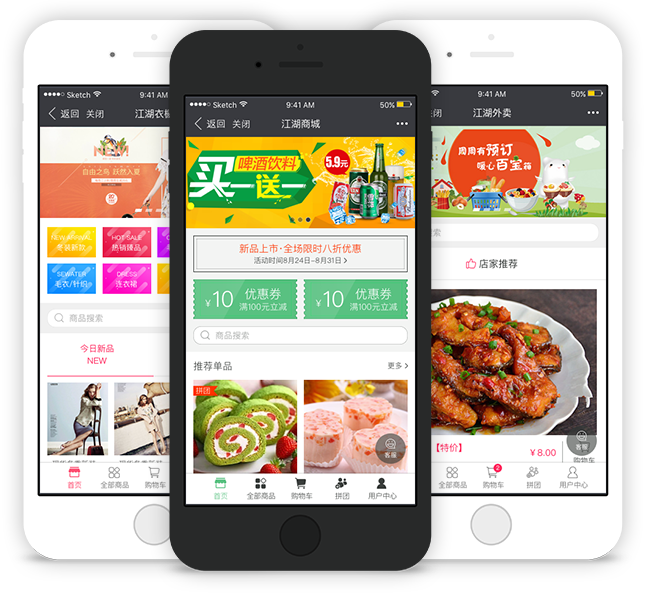 Sketch
9:41 AM
返回 关闭
江湖衣橱
自由之鸟 跃然入夏
NEW ARRIVAL
冬装新款
HOT SALE
热销臻品
SEWATER
毛衣/针织
DRESS
连衣裙
商品搜索
今日新品
NEW
首页
全部商品
购物车
Sketch
9:41 AM
50%
返回 关闭
江湖商城
啤酒饮料
5.9元
买一送一
新品上市·全场限时八折优惠
活动时间8月24日~8月31日
¥10 优惠券
满100元立减
¥10 优惠券
满100元立减
商品搜索
推荐单品
更多
拼团
客服
首页
全部商品
购物车
拼团
用户中心
9:41 AM
50%
关闭
江湖外卖
周周有预订
暖心百宝箱
搜索
店家推荐
【特价】
¥8.00
客服
购物车
全部商品
2
购物车
拼团
用户中心